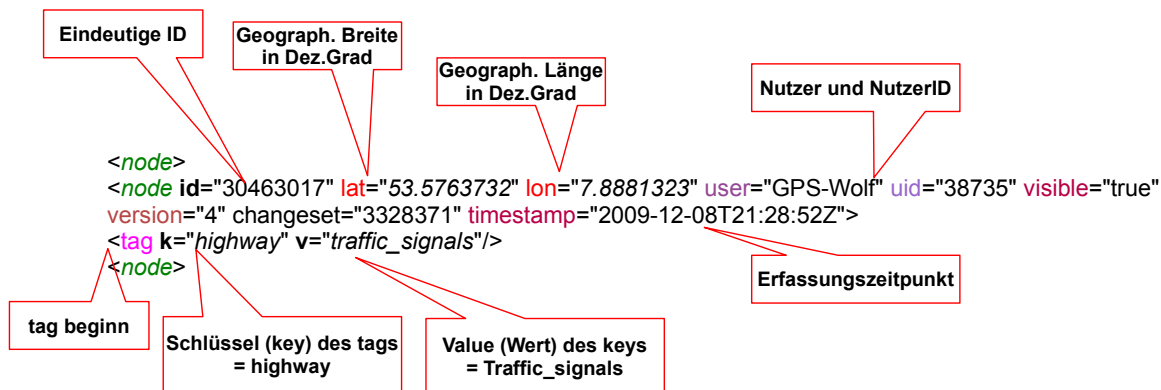 Eindeutige ID
Geograph. Breite
in Dez.Grad
Geograph. Länge
in Dez.Grad
Nutzer und NutzerID
<node>
<node id="30463017" lat="53.5763732" lon="7.8881323" user="GPS-Wolf" uid="38735" visible="true"
version="4" changeset="3328371" timestamp="2009-12-08T21:28:52Z">
<tag k="highway" v="traffic_signals"/>
<node>
Erfassungszeitpunkt
tag beginn
Schlüssel (key) des tags
= highway
Value (Wert) des keys
= Traffic_signals